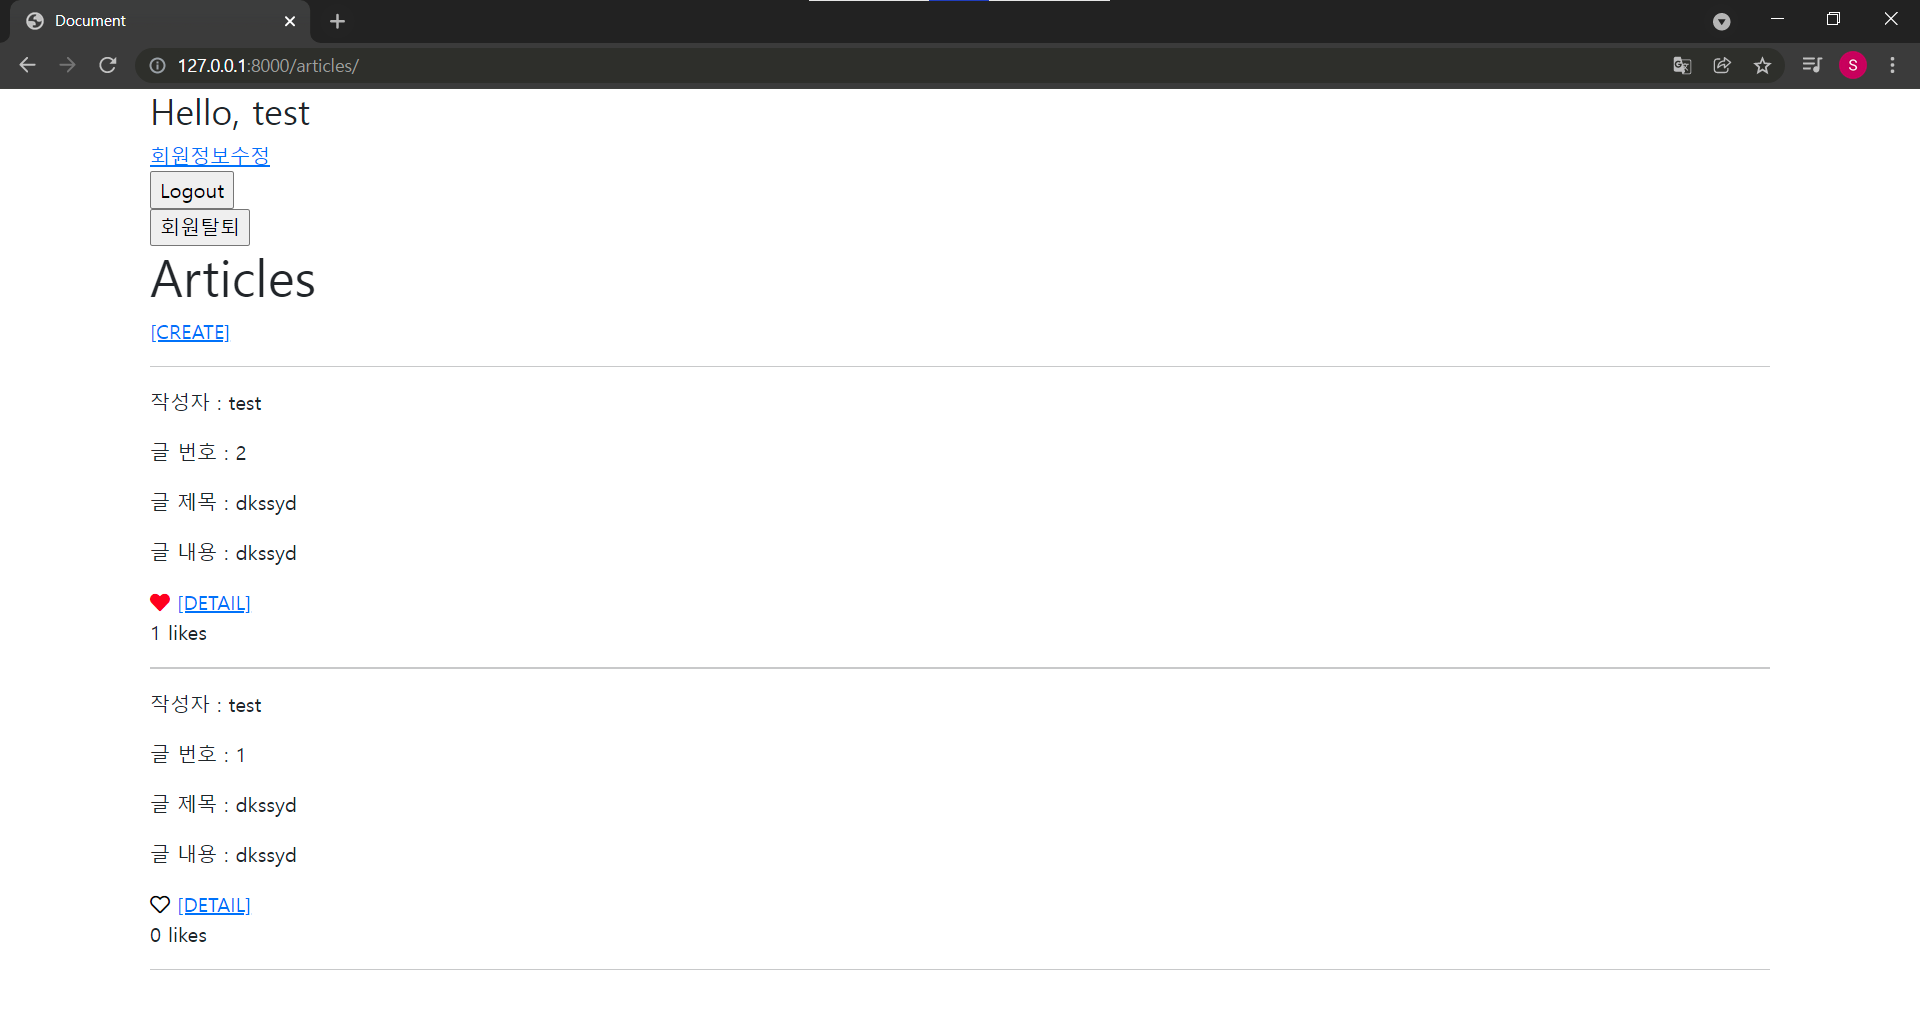 Document
127.0.0.1:8000/articles/
S
Hello, test
회원정보수정
Logout
회원탈퇴
Articles
[CREATE]
작성자 : test
글 번호 : 2
글 제목 : dkssyd
글 내용 : dkssyd
[DETAIL]
1 likes
작성자 : test
글 번호 : 1
글 제목 : dkssyd
글 내용 : dkssyd
[DETAIL]
0 likes